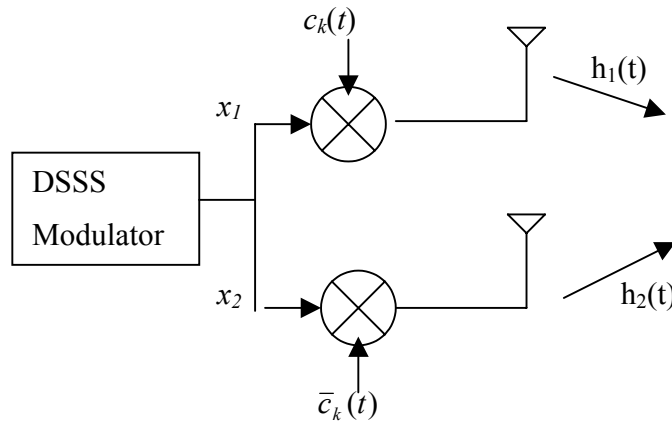 c_k(t)
h_1(t)
x_1
DSSS
Modulator
x_2
h_2(t)
c̅_k(t)